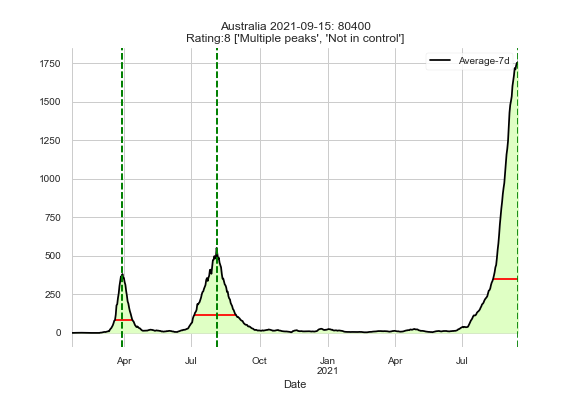 Australia 2021-09-15: 80400
Rating:8 ['Multiple peaks', 'Not in control']
Average-7d
1750
1500
1250
1000
750
500
250
0
Apr Jul Oct Jan Apr Jul
2021
Date